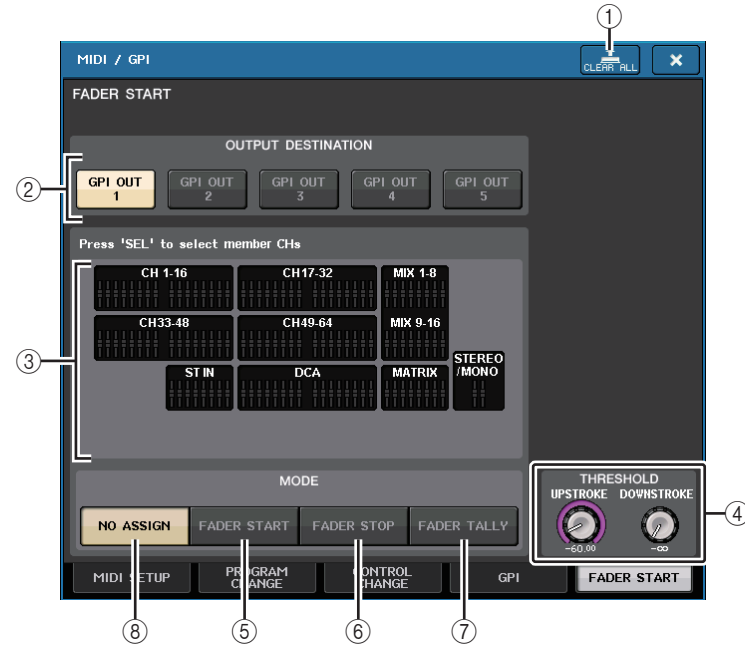 ①
MIDI / GPI
CLEAR ALL
×
FADER START
OUTPUT DESTINATION
②
GPI OUT 1
GPI OUT 2
GPI OUT 3
GPI OUT 4
GPI OUT 5
Press 'SEL' to select member CHs
③
CH 1-16
CH17-32
MIX 1-8
CH33-48
CH49-64
MIX 9-16
ST IN
DCA
MATRIX
STEREO
/MONO
MODE
NO ASSIGN
FADER START
FADER STOP
FADER TALLY
THRESHOLD
UPSTROKE
DOWNSTROKE
-60.00
-∞
④
MIDI SETUP
PROGRAM CHANGE
CONTROL CHANGE
GPI
FADER START
⑧
⑤
⑥
⑦